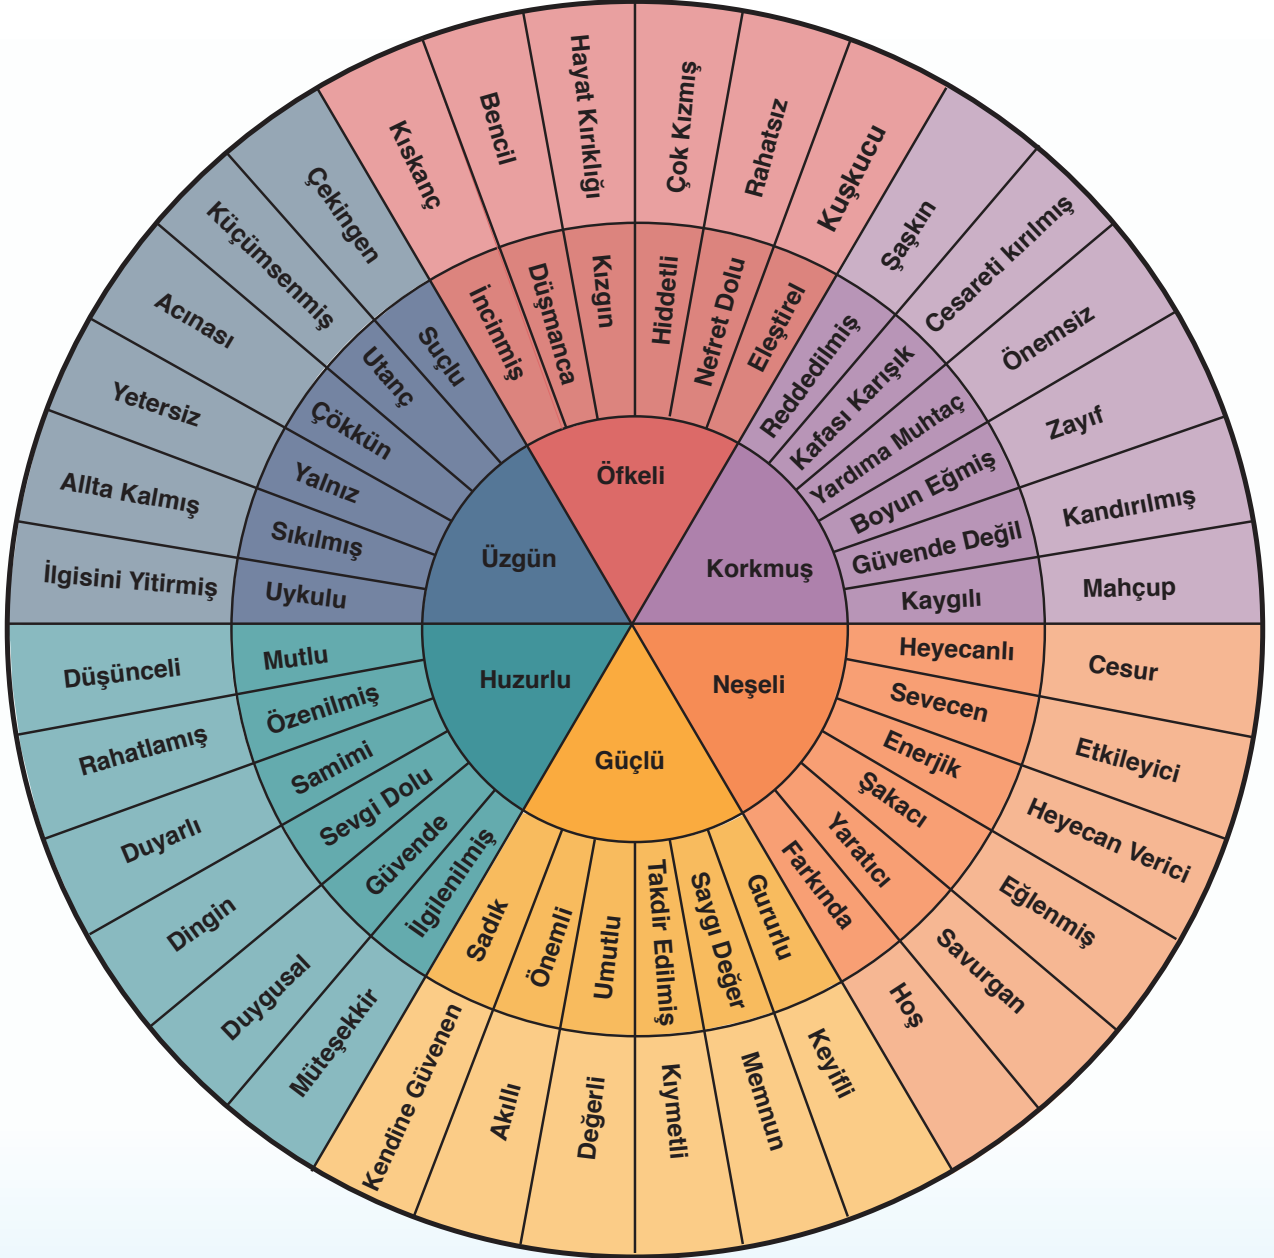 Öfkeli
Korkmuş
Neşeli
Güçlü
Huzurlu
Üzgün
İncinmiş
Düşmanca
Kızgın
Hiddetli
Nefret Dolu
Eleştirel
Reddedilmiş
Kafası Karışık
Yardıma Muhtaç
Boyun Eğmiş
Güvende Değil
Kaygılı
Heyecanlı
Sevecen
Enerjik
Şakacı
Yaratıcı
Farkında
Gururlu
Saygı Değer
Takdir Edilmiş
Umutlu
Önemli
Sadık
İlgilenilmiş
Güvende
Sevgi Dolu
Samimi
Özenilmiş
Mutlu
Uykulu
Sıkılmış
Yalnız
Çökkün
Utanç
Suçlu
Kıskanç
Bencil
Hayat Kırıklığı
Çok Kızmış
Rahatsız
Kuşkucu
Şaşkın
Cesareti kırılmış
Önemsiz
Zayıf
Kandırılmış
Mahçup
Cesur
Etkileyici
Heyecan Verici
Eğlenmiş
Savurgan
Hoş
Keyifli
Memnun
Kıymetli
Değerli
Akıllı
Kendine Güvenen
Müteşekkir
Duygusal
Dingin
Duyarlı
Rahatlamış
Düşünceli
İlgisini Yitirmiş
Allta Kalmış
Yetersiz
Acınası
Küçümsenmiş
Çekingen